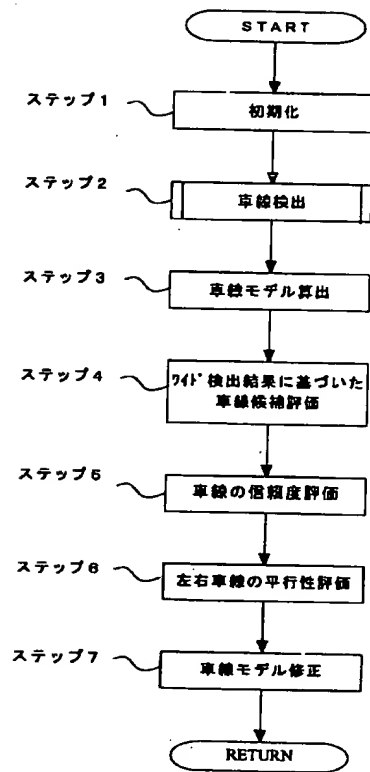 START
ステップ1
初期化
ステップ2
車線検出
ステップ3
車線モデル算出
ステップ4
ワイド検出結果に基づいた
車線候補評価
ステップ5
車線の信頼度評価
ステップ6
左右車線の平行性評価
ステップ7
車線モデル修正
RETURN